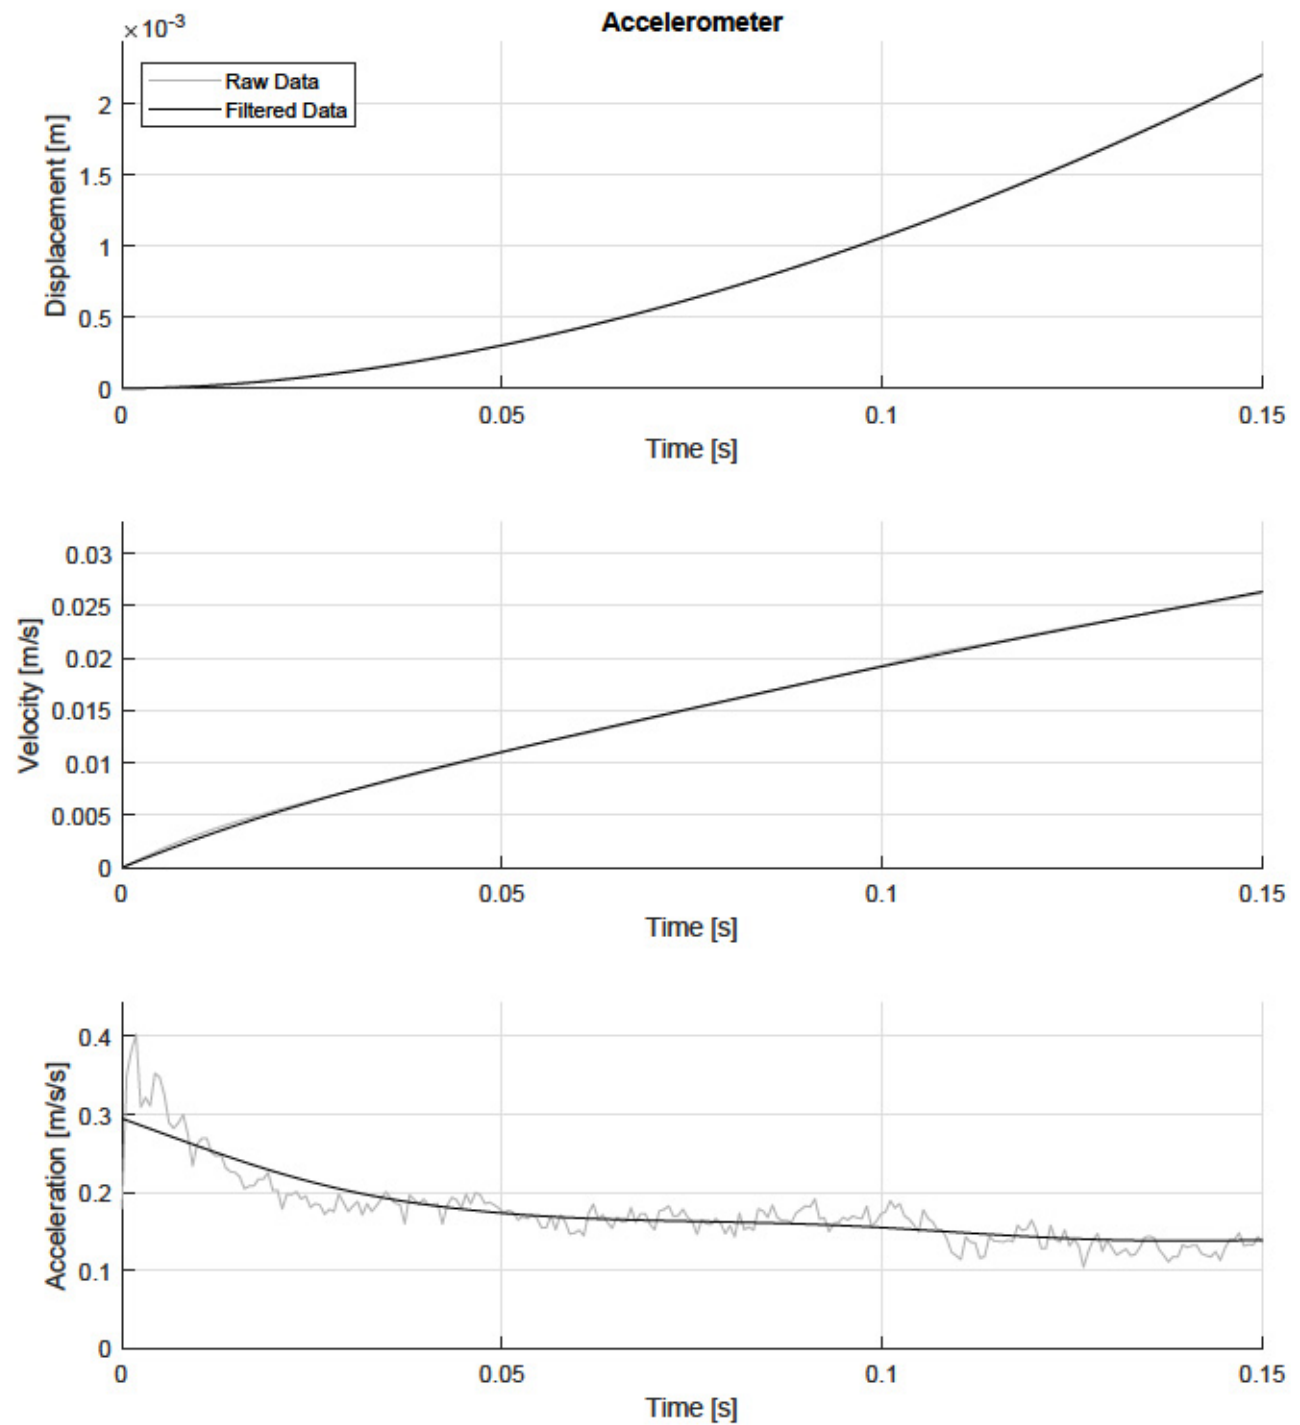 Accelerometer
×10-3
Raw Data
Filtered Data
Displacement [m]
2
1.5
1
0.5
0
0 0.05 0.1 0.15
Time [s]
Velocity [m/s]
0.03
0.025
0.02
0.015
0.01
0.005
0
0 0.05 0.1 0.15
Time [s]
Acceleration [m/s/s]
0.4
0.3
0.2
0.1
0
0 0.05 0.1 0.15
Time [s]